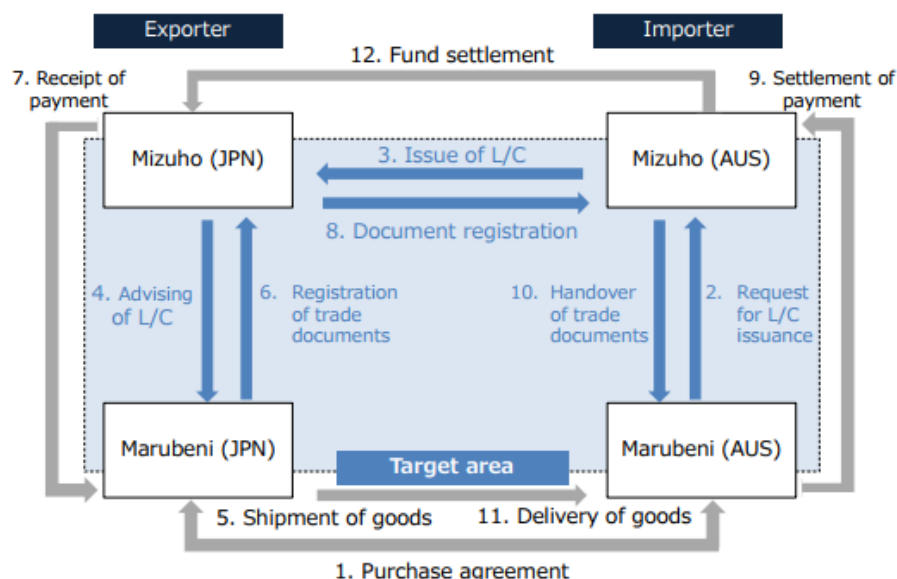 Exporter
Importer
12. Fund settlement
7. Receipt of
payment
9. Settlement of
payment
Mizuho (JPN)
Mizuho (AUS)
3. Issue of L/C
8. Document registration
4. Advising
of L/C
6. Registration
of trade
documents
10. Handover
of trade
documents
2. Request
for L/C
issuance
Marubeni (JPN)
Marubeni (AUS)
Target area
5. Shipment of goods
11. Delivery of goods
1. Purchase agreement